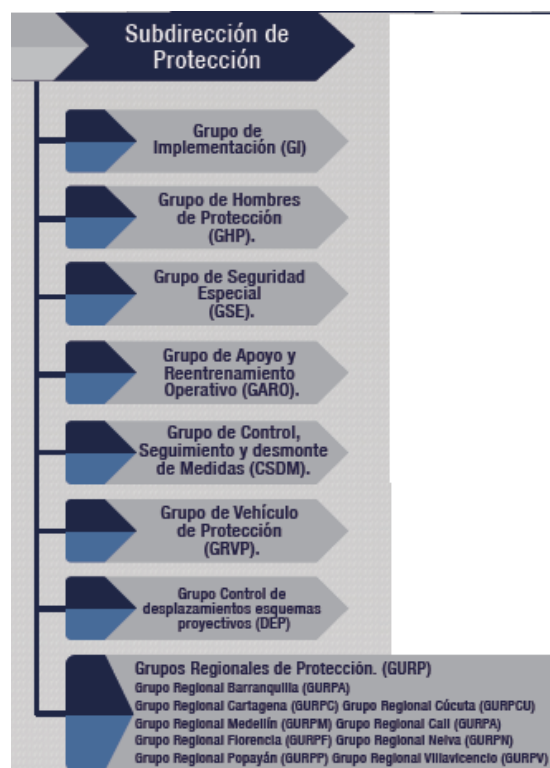 Subdirección de
Protección
Grupo de
Implementación (GI)
Grupo de Hombres
de Protección
(GHP).
Grupo de Seguridad
Especial
(GSE).
Grupo de Apoyo y
Reentrenamiento
Operativo (GARO).
Grupo de Control,
Seguimiento y desmonte
de Medidas (CSDM).
Grupo de Vehículo
de Protección
(GRVP).
Grupo Control de
desplazamientos esquemas
proyectivos (DEP)
Grupos Regionales de Protección. (GURP)
Grupo Regional Barranquilla (GURPA)
Grupo Regional Cartagena (GURPC) Grupo Regional Cúcuta (GURPCU)
Grupo Regional Medellín (GURPM) Grupo Regional Cali (GURPA)
Grupo Regional Florencia (GURPF) Grupo Regional Neiva (GURPN)
Grupo Regional Popayán (GURPP) Grupo Regional Villavicencio (GURPV)